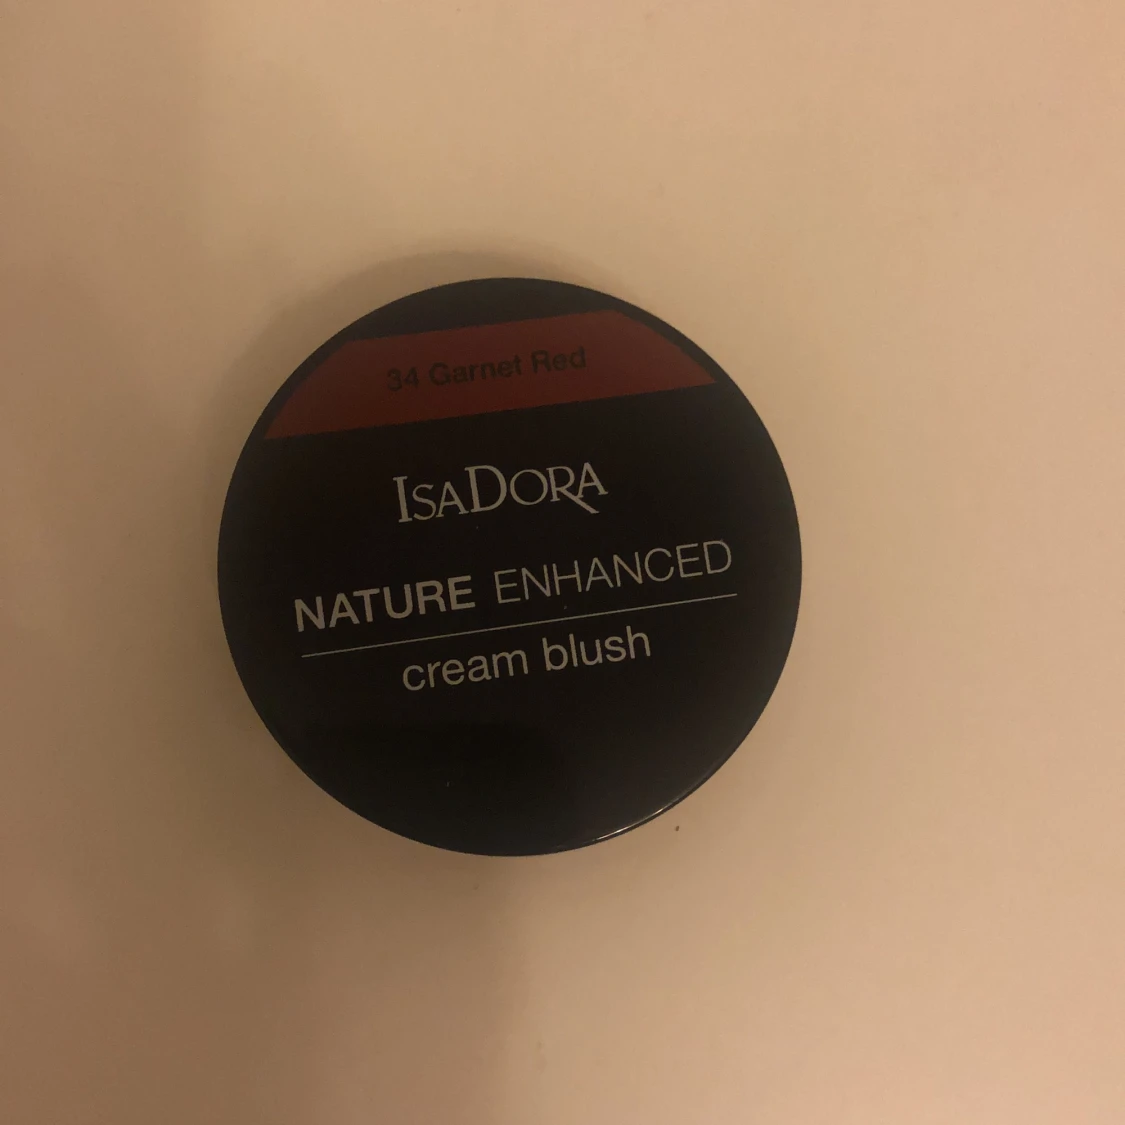 34 Garnet Red
ISADORA
NATURE ENHANCED
cream blush